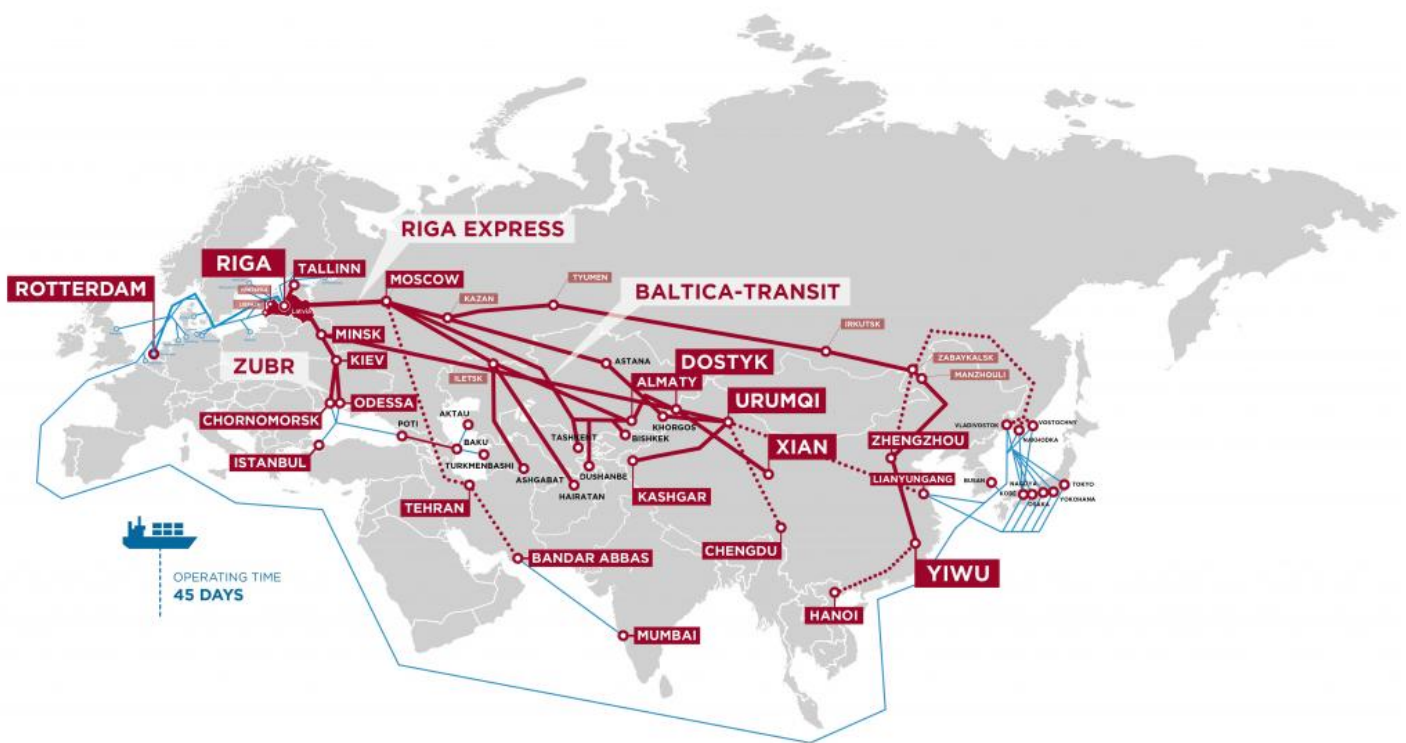 RIGA EXPRESS
RIGA
TALLINN
MOSCOW
TYUMEN
ROTTERDAM
KAZAN
BALTICA-TRANSIT
Latvia
IRKUTSK
MINSK
ZABAYKALSK
KIEV
ASTANA
DOSTYK
MANZHOULI
ZUBR
ILETSK
ALMATY
URUMQI
CHORNOMORSK
ODESSA
AKTAU
KHORGOS
POTI
VLADIVOSTOK
VOSTOCHNY
TASHKENT
BISHKEK
XIAN
ZHENGZHOU
NAKHODKA
BAKU
ISTANBUL
TURKMENBASHI
DUSHANBE
ASHGABAT
KASHGAR
LIANYUNGANG
BUSAN
NAGOYA
TOKYO
HAIRATAN
KOBE
YOKOHANA
OSAKA
TEHRAN
CHENGDU
BANDAR ABBAS
YIWU
OPERATING TIME
45 DAYS
HANOI
MUMBAI